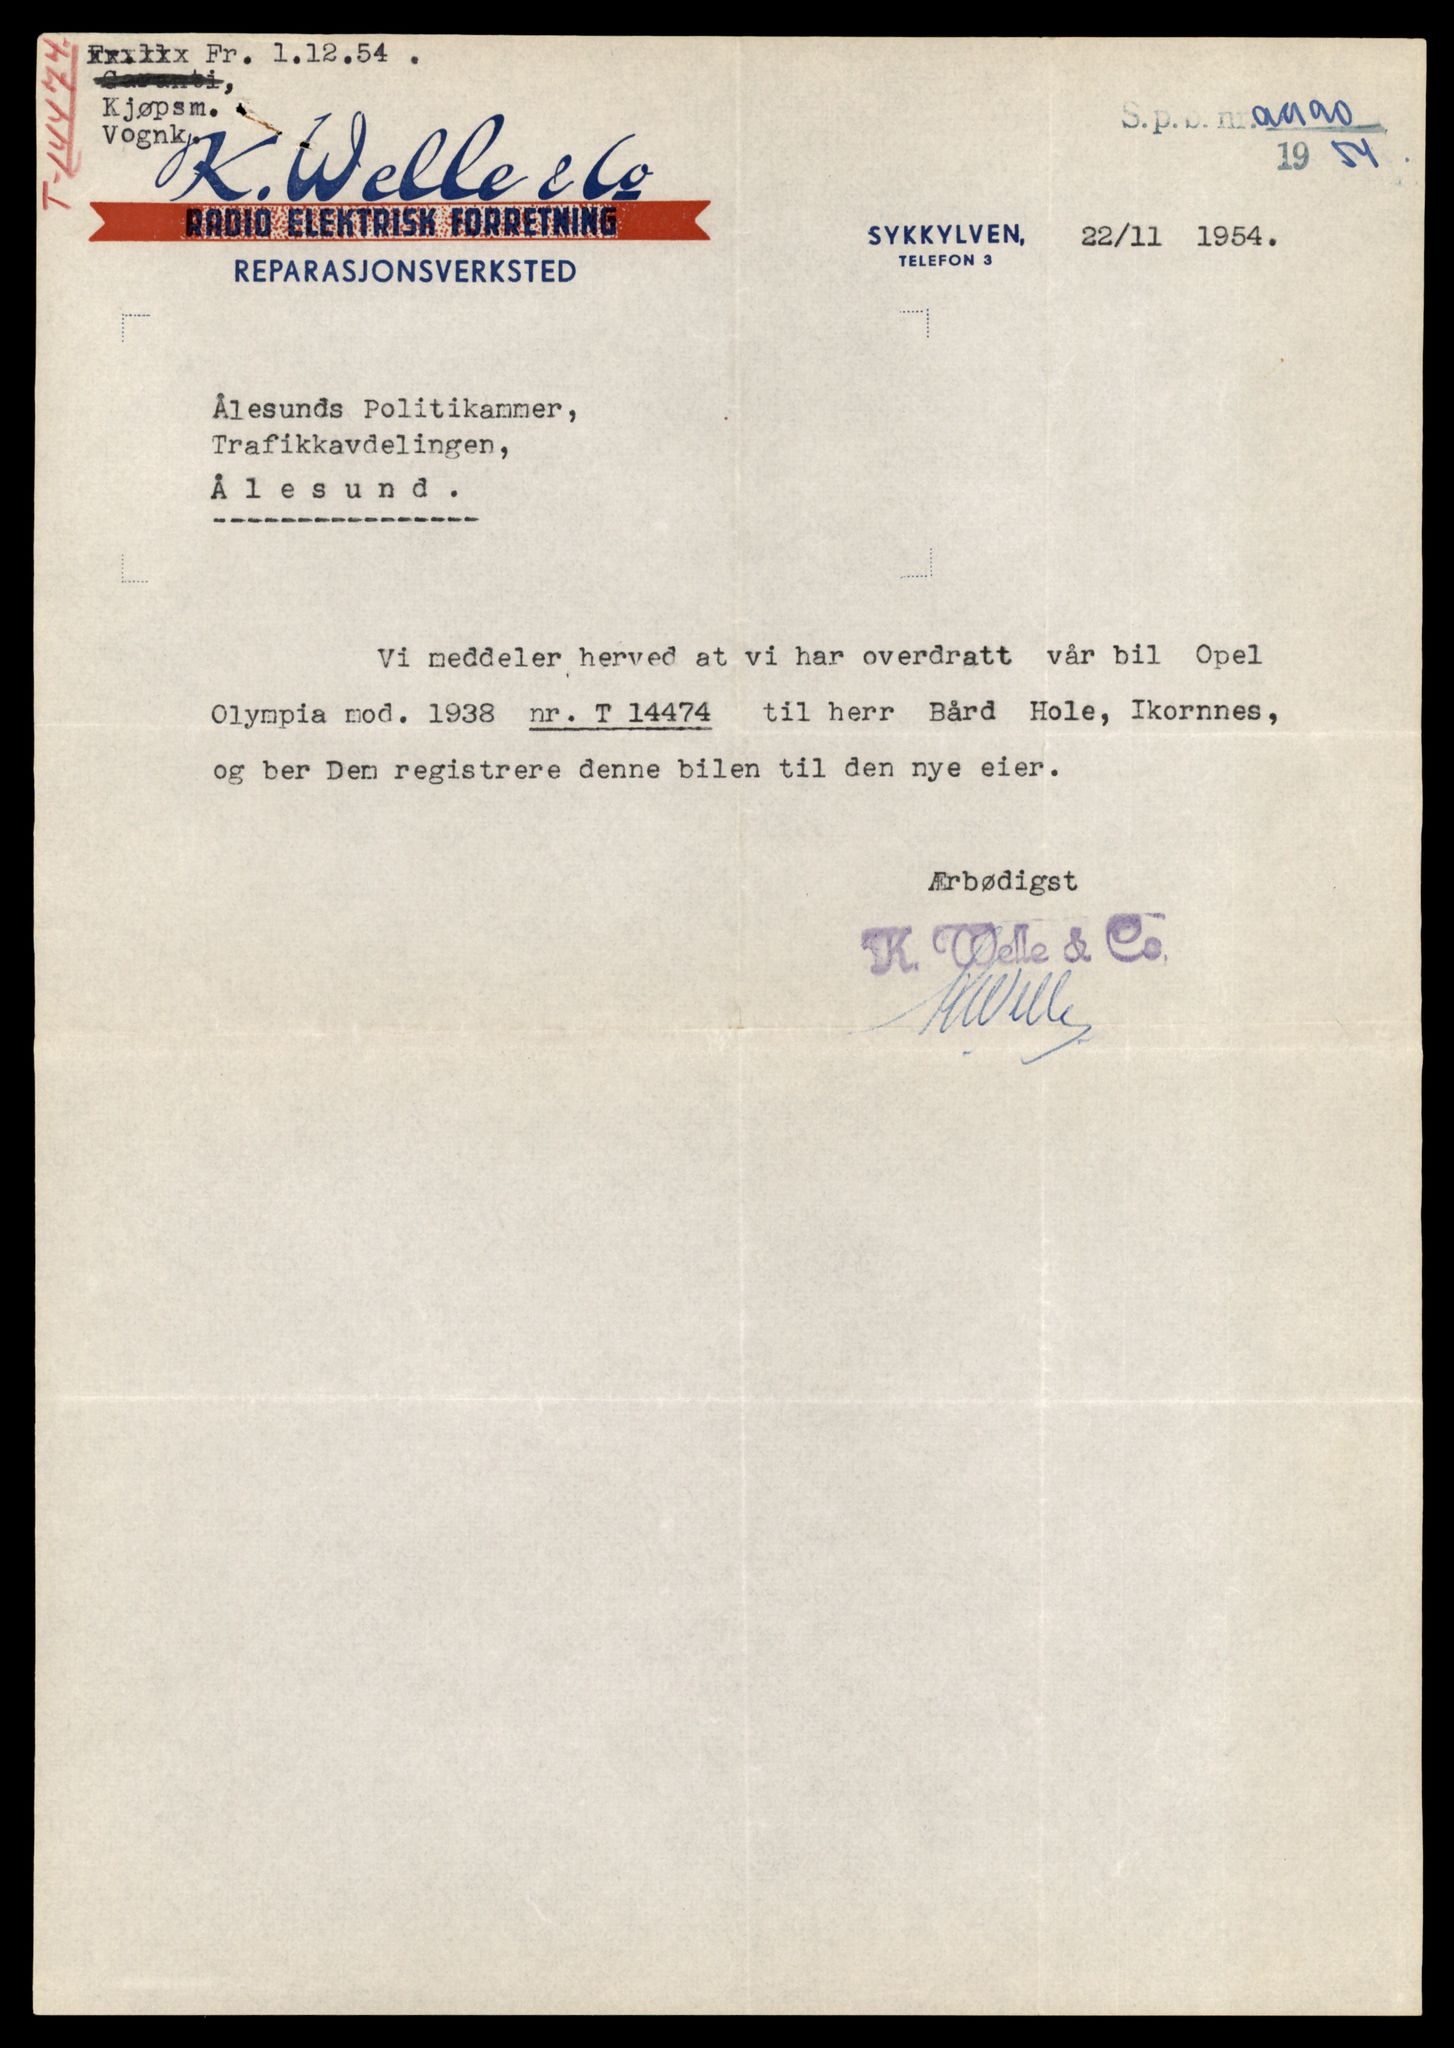 T-14474.
Fr. 1.12.54 .
Garanti,
Kjøpsm.
Vognk.
S.p.b. nr.
19 54 .
K. Welle & Co
RADIO ELEKTRISK FORRETNING
REPARASJONSVERKSTED
SYKKYLVEN, 22/11 1954.
TELEFON 3
Ålesunds Politikammer,
Trafikkavdelingen,
Å l e s u n d .
----------------
Vi meddeler herved at vi har overdratt vår bil Opel
Olympia mod. 1938 nr. T 14474 til herr Bård Hole, Ikornnes,
og ber Dem registrere denne bilen til den nye eier.
Ærbødigst
K. Welle & Co.
K Welle